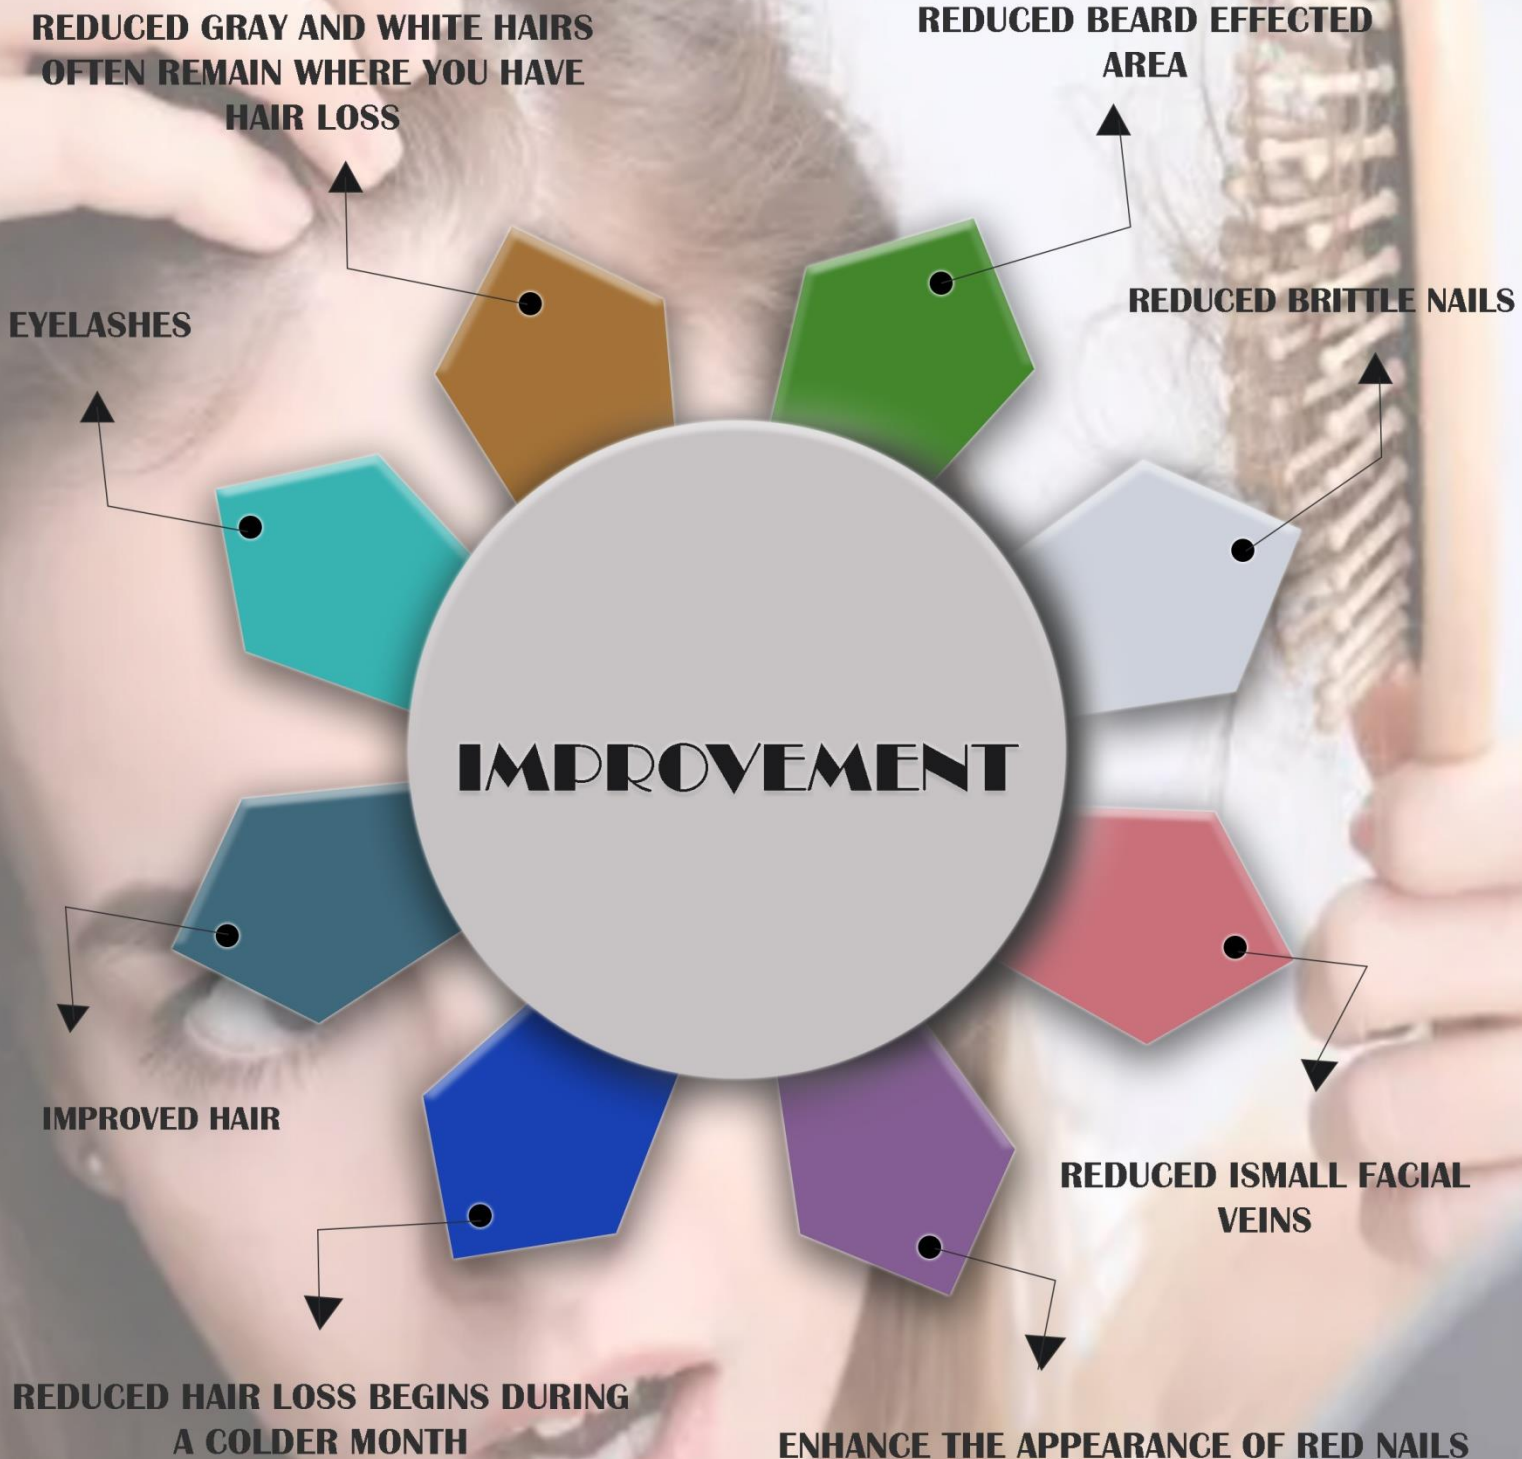 REDUCED GRAY AND WHITE HAIRS
OFTEN REMAIN WHERE YOU HAVE
HAIR LOSS
REDUCED BEARD EFFECTED
AREA
EYELASHES
REDUCED BRITTLE NAILS
IMPROVEMENT
IMPROVED HAIR
REDUCED ISMALL FACIAL
VEINS
REDUCED HAIR LOSS BEGINS DURING
A COLDER MONTH
ENHANCE THE APPEARANCE OF RED NAILS